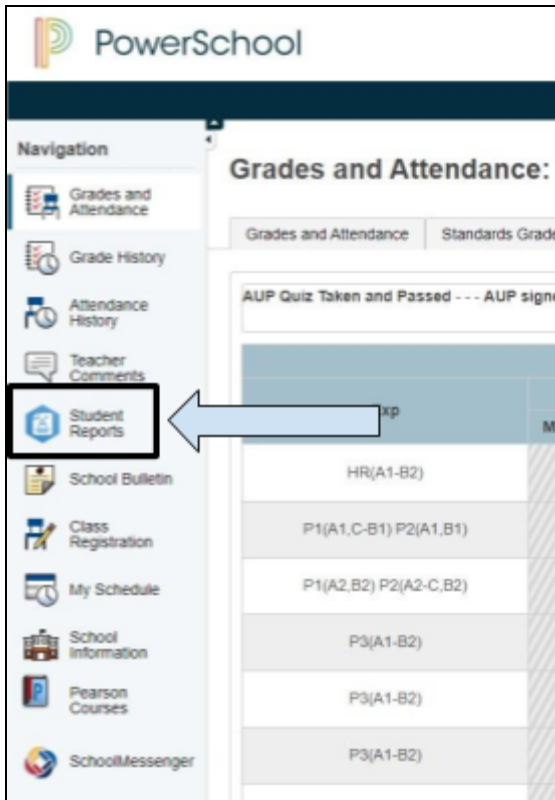 PowerSchool
Navigation
Grades and
Attendance
Grade History
Attendance
History
Teacher
Comments
Student
Reports
School Bulletin
Class
Registration
My Schedule
School
Information
Pearson
Courses
SchoolMessenger
Grades and Attendance:
Grades and Attendance
Standards Grade
AUP Quiz Taken and Passed - - - AUP signe
M
HR(A1-B2)
P1(A1,C-B1) P2(A1,B1)
P1(A2,B2) P2(A2-C,B2)
P3(A1-B2)
P3(A1-B2)
P3(A1-B2)